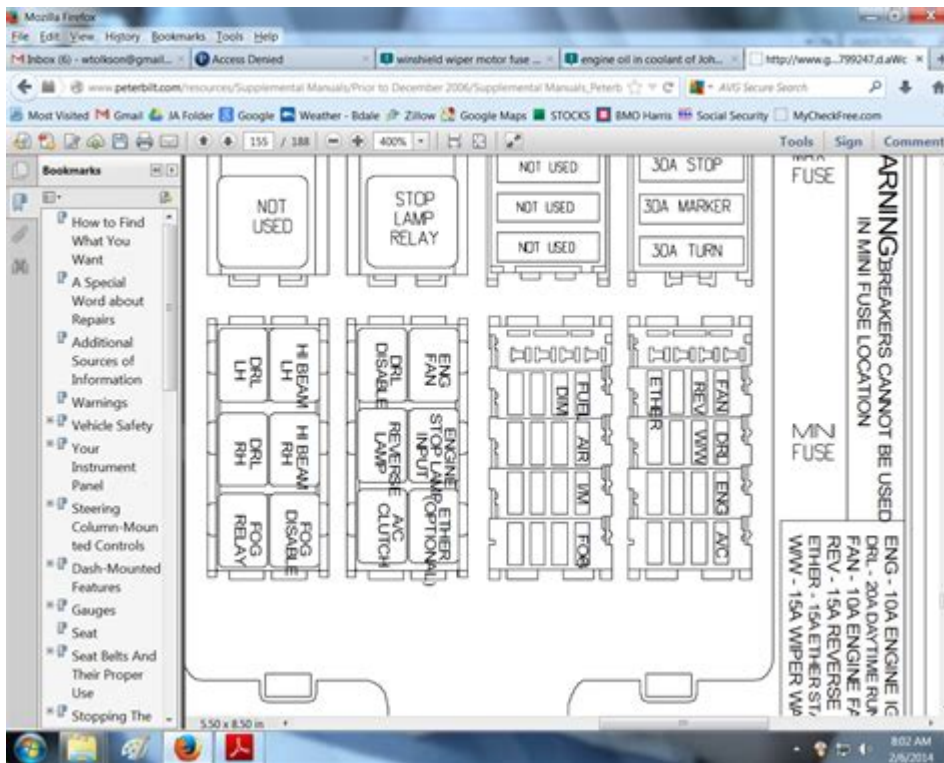 Mozilla Firefox
File Edit View History Bookmarks Tools Help
Inbox (6) - wtolkson@gmail...
Access Denied
winshield wiper motor fuse ...
engine oil in coolant of Joh...
http://www.g...799247,d.aWc
www.peterbilt.com/resources/Supplemental Manuals/Prior to December 2006/Supplemental Manuals_Peterb
AVG Secure Search
Most Visited Gmail JA Folder Google Weather - Bdale Zillow Google Maps STOCKS BMO Harris Social Security MyCheckFree.com
155 / 188
400%
Tools Sign Comment
Bookmarks
How to Find
What You
Want
A Special
Word about
Repairs
Additional
Sources of
Information
Warnings
Vehicle Safety
Your
Instrument
Panel
Steering
Column-Moun
ted Controls
Dash-Mounted
Features
Gauges
Seat
Seat Belts And
Their Proper
Use
Stopping The
NOT
USED
STOP
LAMP
RELAY
NOT USED
NOT USED
NOT USED
30A STOP
30A MARKER
30A TURN
FUSE
DRL
LH
HI BEAM
LH
DRL
RH
HI BEAM
RH
FOG
RELAY
FOG
DISABLE
DRL
DISABLE
ENG
FAN
REVERSE
LAMP
ENGINE
STOP LAMP
INPUT
A/C
CLUTCH
ETHER
(OPTIONAL)
DIM
FUEL
AIR
I/M
FOB
ETHER
REV
FAN
W/W
DRL
ENG
A/C
MINI
FUSE
ARNING:BREAKERS CANNOT BE USED
IN MINI FUSE LOCATION
ENG - 10A ENGINE IG
DRL - 20A DAYTIME RUN
FAN - 10A ENGINE FA
REV - 15A REVERSE
ETHER - 15A ETHER STA
W/W - 15A WIPER WA
5.50 x 8.50 in
8:02 AM
2/6/2014